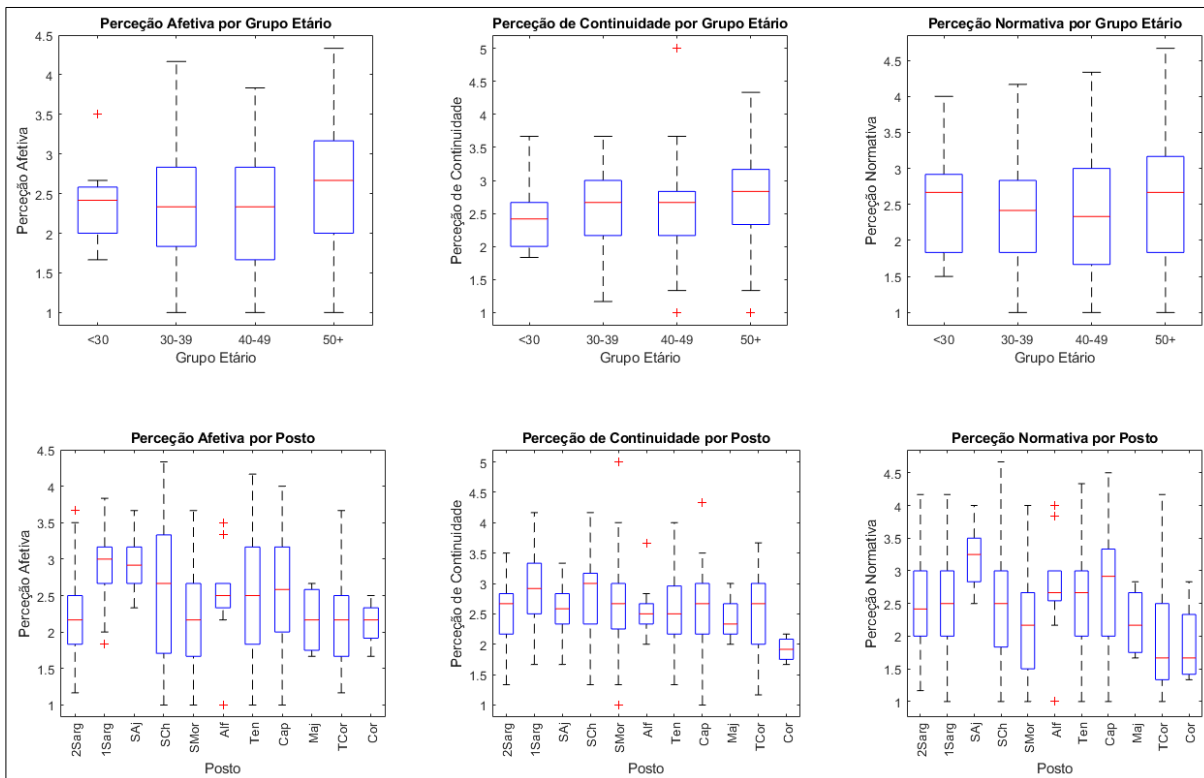 Perceção Afetiva por Grupo Etário
4.5
4
3.5
3
2.5
2
1.5
1
Perceção Afetiva
<30 30-39 40-49 50+
Grupo Etário
Perceção de Continuidade por Grupo Etário
5
4.5
4
3.5
3
2.5
2
1.5
1
Perceção de Continuidade
<30 30-39 40-49 50+
Grupo Etário
Perceção Normativa por Grupo Etário
4.5
4
3.5
3
2.5
2
1.5
1
Perceção Normativa
<30 30-39 40-49 50+
Grupo Etário
Perceção Afetiva por Posto
4.5
4
3.5
3
2.5
2
1.5
1
Perceção Afetiva
2Sarg 1Sarg SAj SCh SMor Alf Ten Cap Maj TCor Cor
Posto
Perceção de Continuidade por Posto
5
4.5
4
3.5
3
2.5
2
1.5
1
Perceção de Continuidade
2Sarg 1Sarg SAj SCh SMor Alf Ten Cap Maj TCor Cor
Posto
Perceção Normativa por Posto
4.5
4
3.5
3
2.5
2
1.5
1
Perceção Normativa
2Sarg 1Sarg SAj SCh SMor Alf Ten Cap Maj TCor Cor
Posto